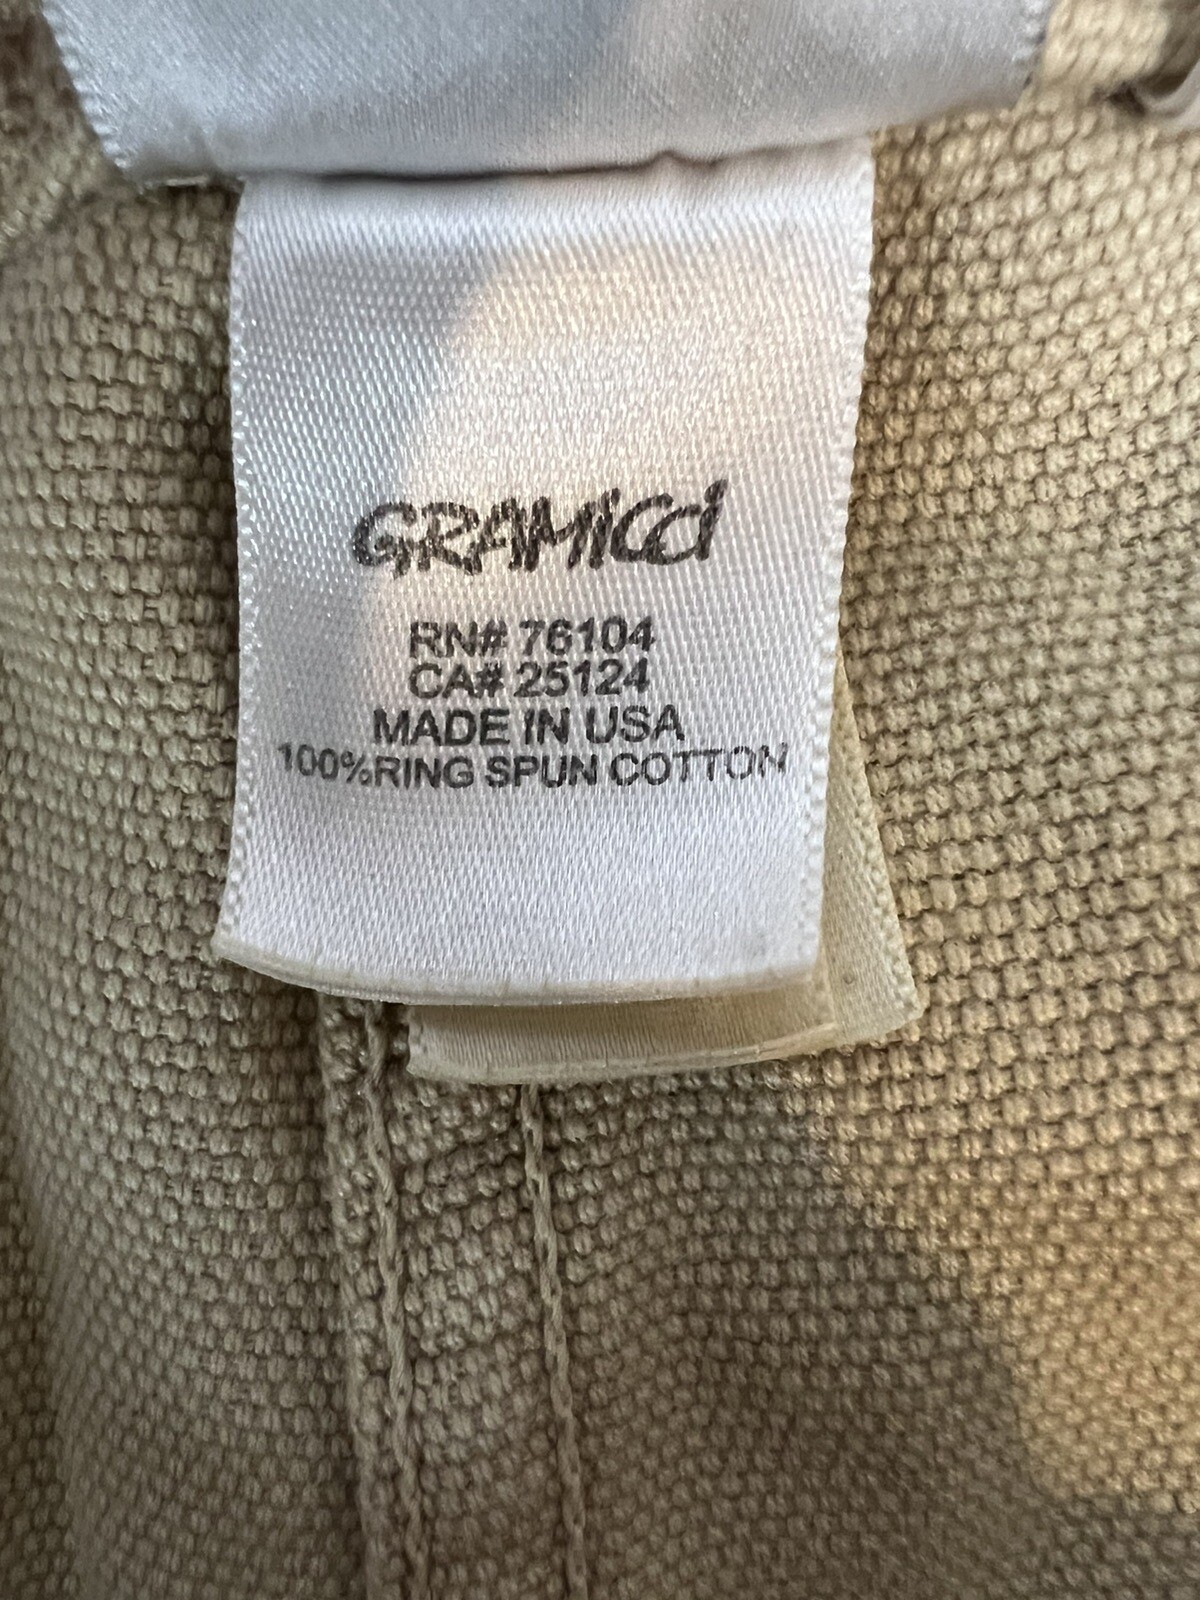 GRAMiCCi
RN# 76104
CA# 25124
MADE IN USA
100%RING SPUN COTTON